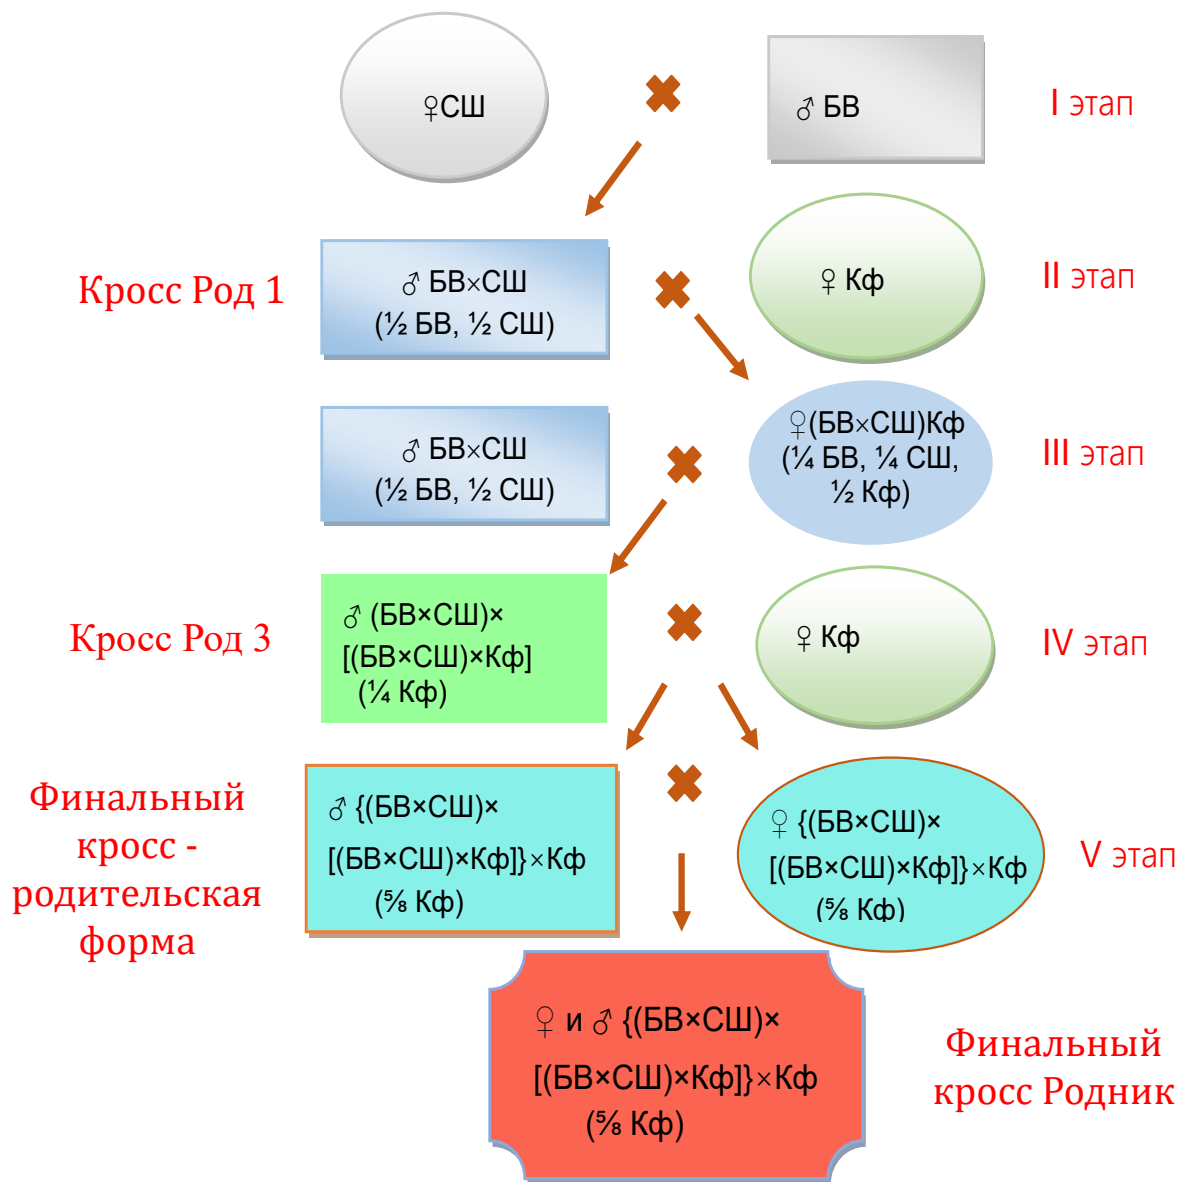 ♀СШ
♂ БВ
I этап
Кросс Род 1
♂ БВ×СШ
(½ БВ, ½ СШ)
♀ Кф
II этап
♂ БВ×СШ
(½ БВ, ½ СШ)
♀(БВ×СШ)Кф
(¼ БВ, ¼ СШ,
½ Кф)
III этап
Кросс Род 3
♂ (БВ×СШ)×
[(БВ×СШ)×Кф]
(¼ Кф)
♀ Кф
IV этап
Финальный
кросс -
родительская
форма
♂ {(БВ×СШ)×
[(БВ×СШ)×Кф]}×Кф
(⅝ Кф)
♀ {(БВ×СШ)×
[(БВ×СШ)×Кф]}×Кф
(⅝ Кф)
V этап
♀ и ♂ {(БВ×СШ)×
[(БВ×СШ)×Кф]}×Кф
(⅝ Кф)
Финальный
кросс Родник